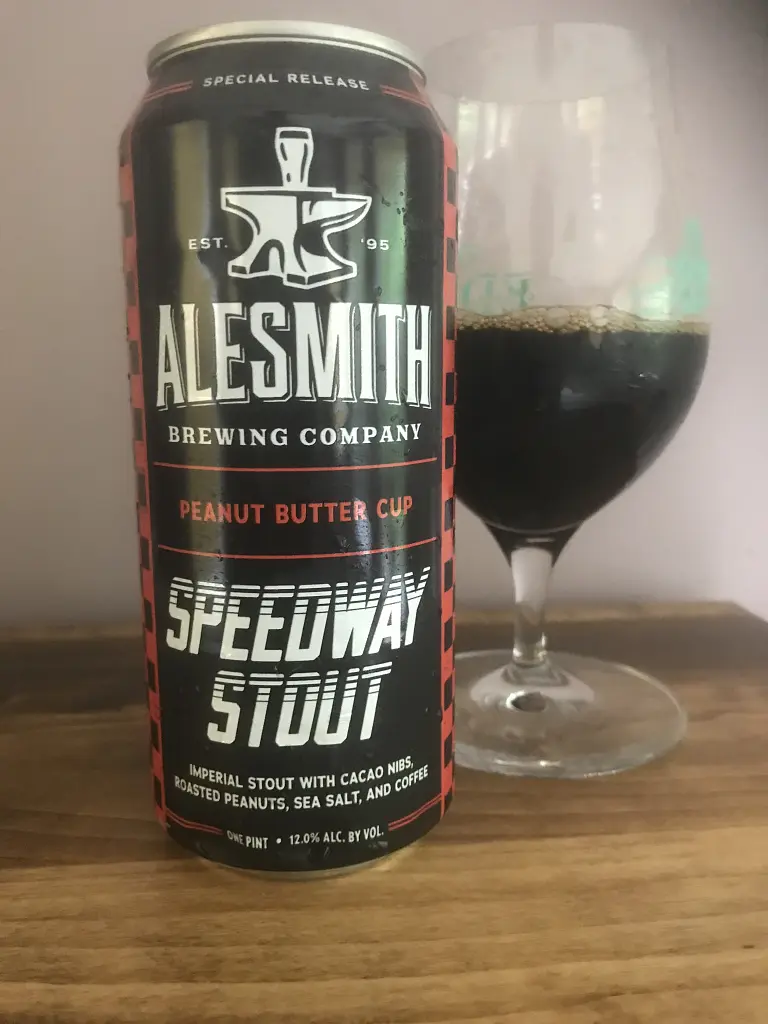 SPECIAL RELEASE
EST. '95
ALESMITH
BREWING COMPANY
PEANUT BUTTER CUP
SPEEDWAY
STOUT
IMPERIAL STOUT WITH CACAO NIBS,
ROASTED PEANUTS, SEA SALT, AND COFFEE
ONE PINT • 12.0% ALC. BY VOL.